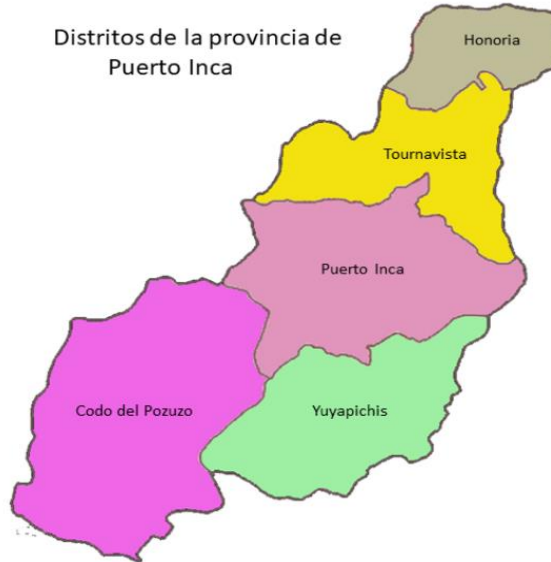 Distritos de la provincia de
Puerto Inca
Honoria
Tournavista
Puerto Inca
Codo del Pozuzo
Yuyapichis